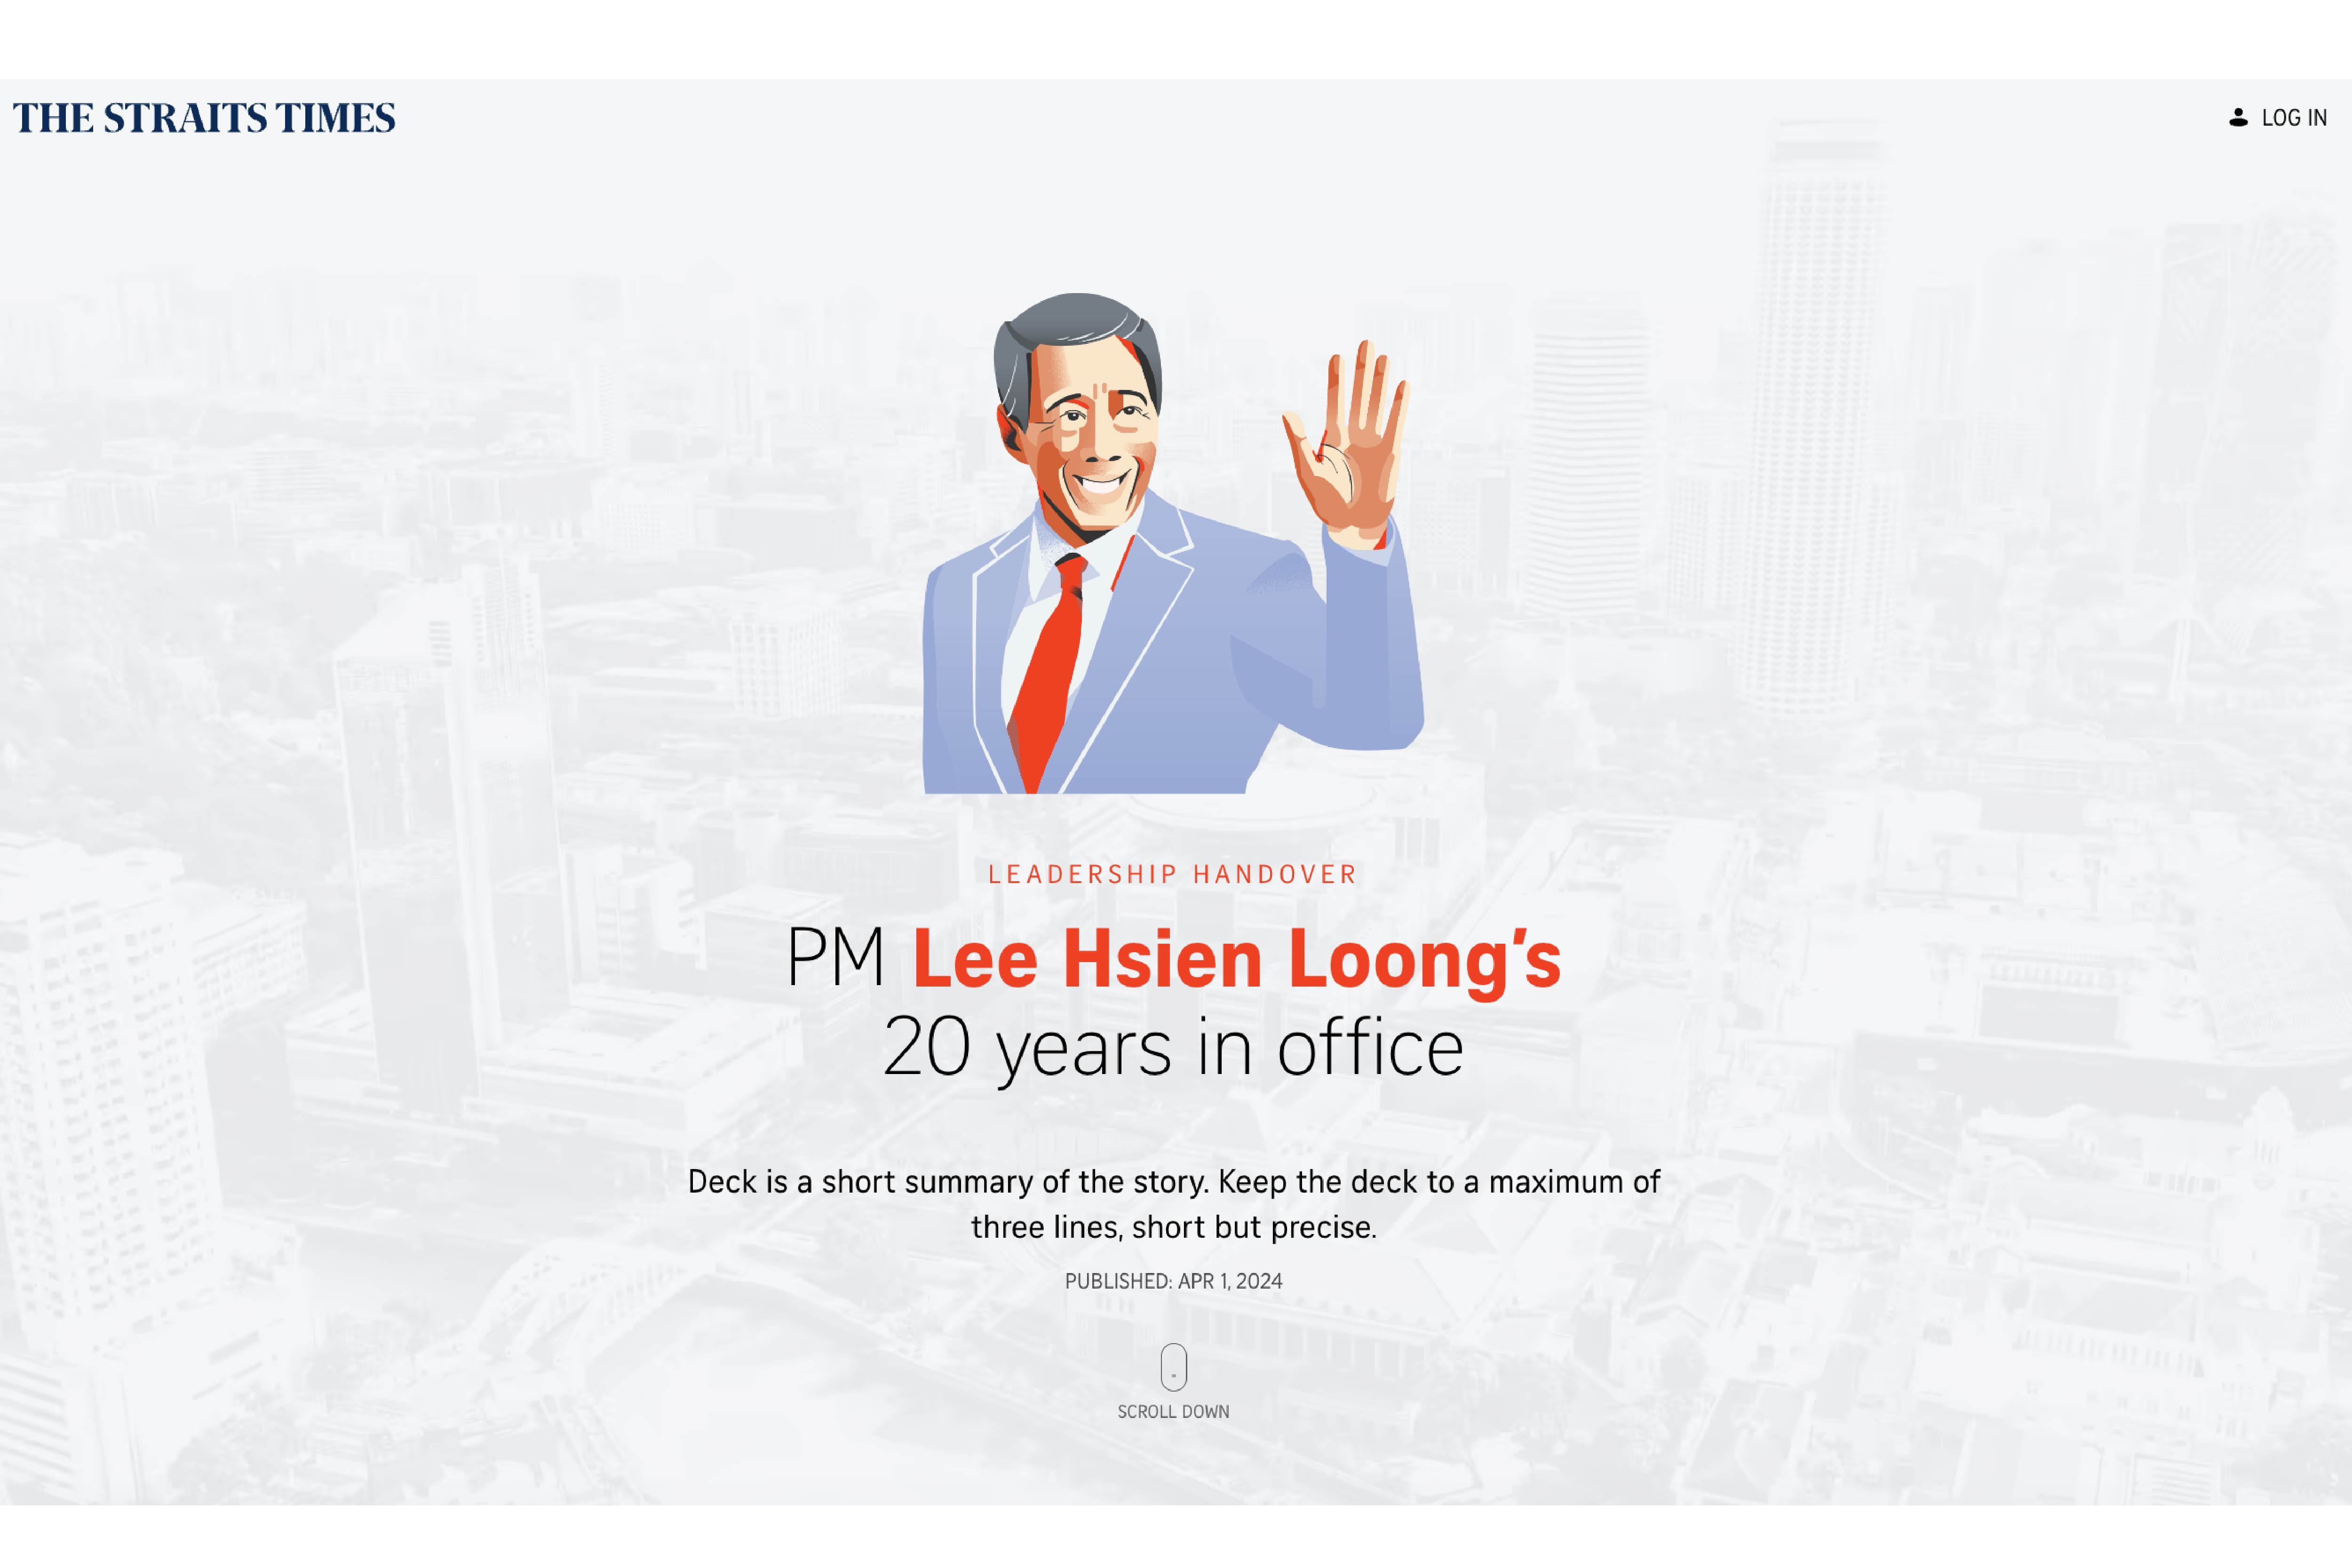 THE STRAITS TIMES
LOG IN
LEADERSHIP HANDOVER
PM Lee Hsien Loong’s
20 years in office
Deck is a short summary of the story. Keep the deck to a maximum of
three lines, short but precise.
PUBLISHED: APR 1, 2024
SCROLL DOWN